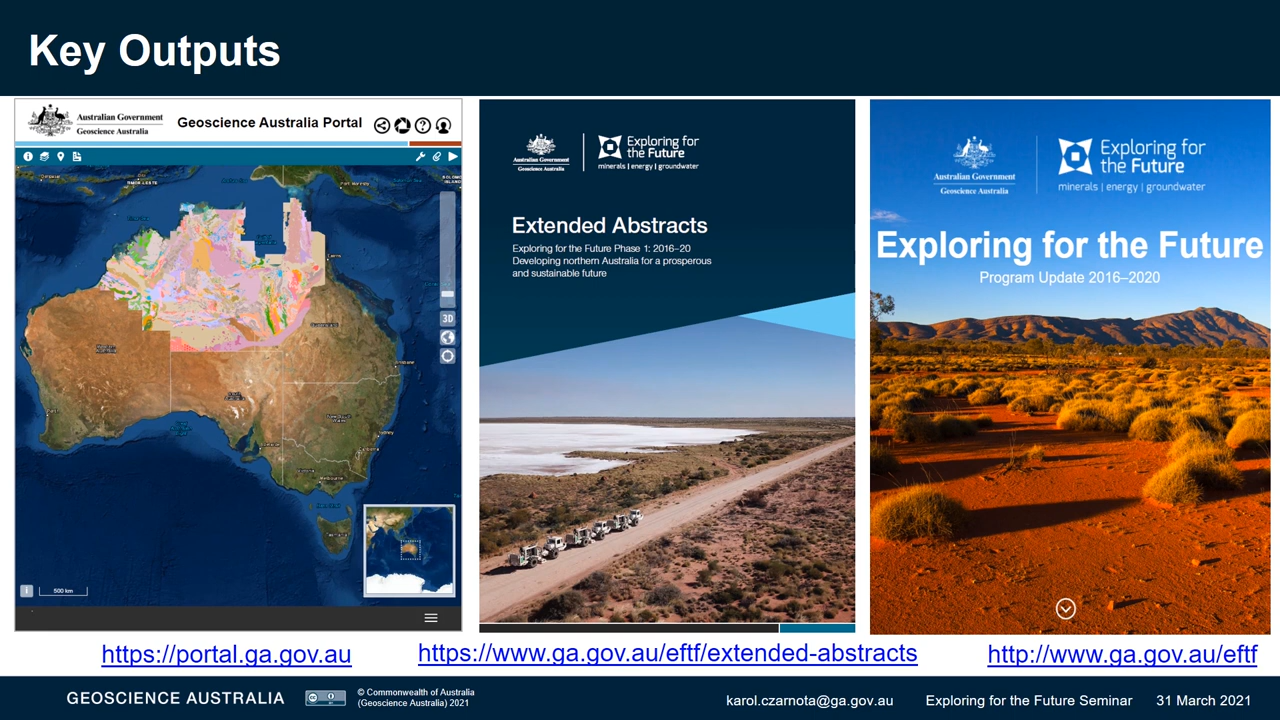 Key Outputs
Australian Government
Geoscience Australia
Geoscience Australia Portal
3D
500 km
Australian Government
Geoscience Australia
Exploring for
the Future
minerals | energy | groundwater
Extended Abstracts
Exploring for the Future Phase 1: 2016–20
Developing northern Australia for a prosperous
and sustainable future
Australian Government
Geoscience Australia
Exploring for
the Future
minerals | energy | groundwater
Exploring for the Future
Program Update 2016–2020
https://portal.ga.gov.au
https://www.ga.gov.au/eftf/extended-abstracts
http://www.ga.gov.au/eftf
GEOSCIENCE AUSTRALIA
© Commonwealth of Australia
(Geoscience Australia) 2021
karol.czarnota@ga.gov.au
Exploring for the Future Seminar
31 March 2021